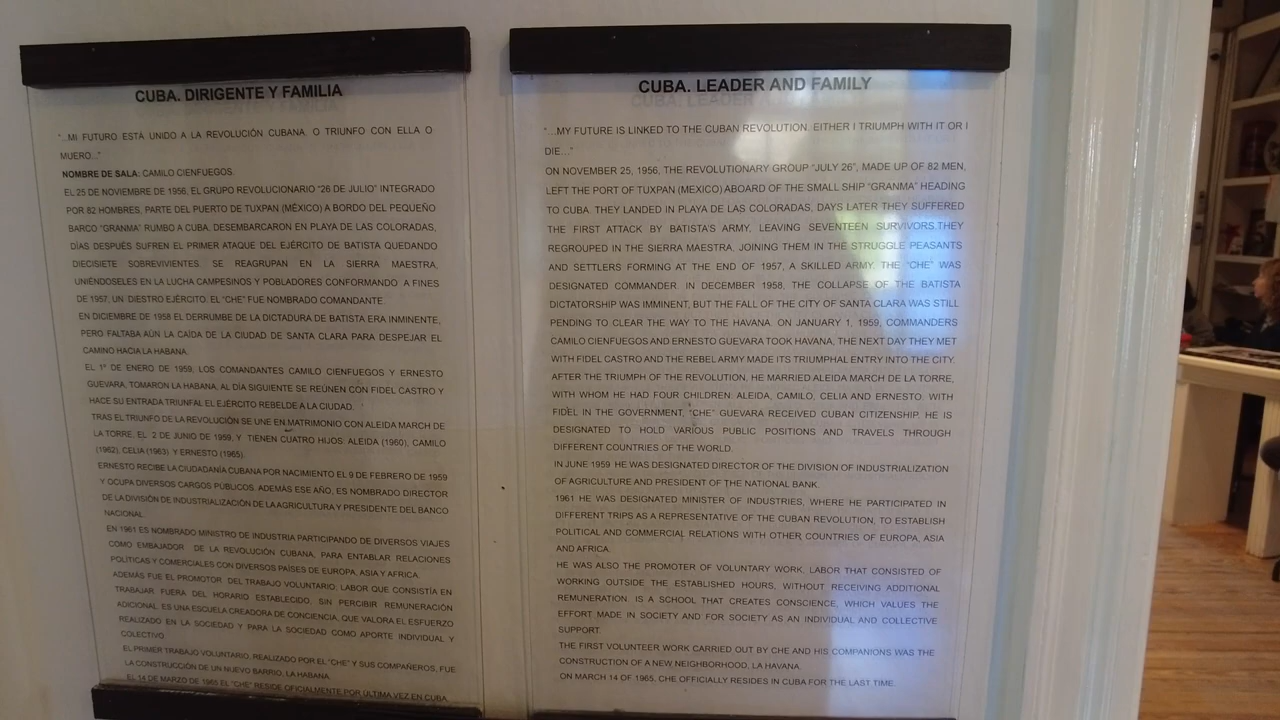 CUBA. DIRIGENTE Y FAMILIA
“...MI FUTURO ESTÁ UNIDO A LA REVOLUCIÓN CUBANA. O TRIUNFO CON ELLA O
MUERO...”
NOMBRE DE SALA: CAMILO CIENFUEGOS.
EL 25 DE NOVIEMBRE DE 1956, EL GRUPO REVOLUCIONARIO “26 DE JULIO” INTEGRADO
POR 82 HOMBRES, PARTE DEL PUERTO DE TUXPAN (MÉXICO) A BORDO DEL PEQUEÑO
BARCO “GRANMA” RUMBO A CUBA. DESEMBARCARON EN PLAYA DE LAS COLORADAS,
DÍAS DESPUÉS SUFREN EL PRIMER ATAQUE DEL EJÉRCITO DE BATISTA QUEDANDO
DIECISIETE SOBREVIVIENTES. SE REAGRUPAN EN LA SIERRA MAESTRA,
UNIÉNDOSELES EN LA LUCHA CAMPESINOS Y POBLADORES CONFORMANDO A FINES
DE 1957, UN DIESTRO EJÉRCITO. EL “CHE” FUE NOMBRADO COMANDANTE.
EN DICIEMBRE DE 1958 EL DERRUMBE DE LA DICTADURA DE BATISTA ERA INMINENTE,
PERO FALTABA AÚN LA CAÍDA DE LA CIUDAD DE SANTA CLARA PARA DESPEJAR EL
CAMINO HACIA LA HABANA.
EL 1º DE ENERO DE 1959, LOS COMANDANTES CAMILO CIENFUEGOS Y ERNESTO
GUEVARA, TOMARON LA HABANA, AL DÍA SIGUIENTE SE REÚNEN CON FIDEL CASTRO Y
HACE SU ENTRADA TRIUNFAL EL EJÉRCITO REBELDE A LA CIUDAD.
TRAS EL TRIUNFO DE LA REVOLUCIÓN SE UNE EN MATRIMONIO CON ALEIDA MARCH DE
LA TORRE, EL 2 DE JUNIO DE 1959, Y TIENEN CUATRO HIJOS: ALEIDA (1960), CAMILO
(1962), CELIA (1963) Y ERNESTO (1965).
ERNESTO RECIBE LA CIUDADANÍA CUBANA POR NACIMIENTO EL 9 DE FEBRERO DE 1959
Y OCUPA DIVERSOS CARGOS PÚBLICOS. ADEMÁS ESE AÑO, ES NOMBRADO DIRECTOR
DE LA DIVISIÓN DE INDUSTRIALIZACIÓN DE LA AGRICULTURA Y PRESIDENTE DEL BANCO
NACIONAL.
EN 1961 ES NOMBRADO MINISTRO DE INDUSTRIA PARTICIPANDO DE DIVERSOS VIAJES
COMO EMBAJADOR DE LA REVOLUCIÓN CUBANA, PARA ENTABLAR RELACIONES
POLÍTICAS Y COMERCIALES CON DIVERSOS PAÍSES DE EUROPA, ASIA Y AFRICA.
ADEMÁS FUE EL PROMOTOR DEL TRABAJO VOLUNTARIO, LABOR QUE CONSISTÍA EN
TRABAJAR FUERA DEL HORARIO ESTABLECIDO, SIN PERCIBIR REMUNERACIÓN
ADICIONAL. ES UNA ESCUELA CREADORA DE CONCIENCIA, QUE VALORA EL ESFUERZO
REALIZADO EN LA SOCIEDAD Y PARA LA SOCIEDAD COMO APORTE INDIVIDUAL Y
COLECTIVO.
EL PRIMER TRABAJO VOLUNTARIO, REALIZADO POR EL “CHE” Y SUS COMPAÑEROS, FUE
LA CONSTRUCCIÓN DE UN NUEVO BARRIO, LA HABANA.
EL 14 DE MARZO DE 1965 EL “CHE” RESIDE OFICIALMENTE POR ÚLTIMA VEZ EN CUBA.
CUBA. LEADER AND FAMILY
“...MY FUTURE IS LINKED TO THE CUBAN REVOLUTION. EITHER I TRIUMPH WITH IT OR I
DIE...”
ON NOVEMBER 25, 1956, THE REVOLUTIONARY GROUP “JULY 26”, MADE UP OF 82 MEN,
LEFT THE PORT OF TUXPAN (MEXICO) ABOARD OF THE SMALL SHIP “GRANMA” HEADING
TO CUBA. THEY LANDED IN PLAYA DE LAS COLORADAS, DAYS LATER THEY SUFFERED
THE FIRST ATTACK BY BATISTA'S ARMY, LEAVING SEVENTEEN SURVIVORS.THEY
REGROUPED IN THE SIERRA MAESTRA. JOINING THEM IN THE STRUGGLE PEASANTS
AND SETTLERS FORMING AT THE END OF 1957, A SKILLED ARMY. THE “CHE” WAS
DESIGNATED COMMANDER. IN DECEMBER 1958, THE COLLAPSE OF THE BATISTA
DICTATORSHIP WAS IMMINENT, BUT THE FALL OF THE CITY OF SANTA CLARA WAS STILL
PENDING TO CLEAR THE WAY TO THE HAVANA. ON JANUARY 1, 1959, COMMANDERS
CAMILO CIENFUEGOS AND ERNESTO GUEVARA TOOK HAVANA, THE NEXT DAY THEY MET
WITH FIDEL CASTRO AND THE REBEL ARMY MADE ITS TRIUMPHAL ENTRY INTO THE CITY.
AFTER THE TRIUMPH OF THE REVOLUTION, HE MARRIED ALEIDA MARCH DE LA TORRE,
WITH WHOM HE HAD FOUR CHILDREN: ALEIDA, CAMILO, CELIA AND ERNESTO. WITH
FIDEL IN THE GOVERNMENT, “CHE” GUEVARA RECEIVED CUBAN CITIZENSHIP. HE IS
DESIGNATED TO HOLD VARIOUS PUBLIC POSITIONS AND TRAVELS THROUGH
DIFFERENT COUNTRIES OF THE WORLD.
IN JUNE 1959 HE WAS DESIGNATED DIRECTOR OF THE DIVISION OF INDUSTRIALIZATION
OF AGRICULTURE AND PRESIDENT OF THE NATIONAL BANK.
1961 HE WAS DESIGNATED MINISTER OF INDUSTRIES, WHERE HE PARTICIPATED IN
DIFFERENT TRIPS AS A REPRESENTATIVE OF THE CUBAN REVOLUTION, TO ESTABLISH
POLITICAL AND COMMERCIAL RELATIONS WITH OTHER COUNTRIES OF EUROPA, ASIA
AND AFRICA.
HE WAS ALSO THE PROMOTER OF VOLUNTARY WORK, LABOR THAT CONSISTED OF
WORKING OUTSIDE THE ESTABLISHED HOURS, WITHOUT RECEIVING ADDITIONAL
REMUNERATION. IS A SCHOOL THAT CREATES CONSCIENCE, WHICH VALUES THE
EFFORT MADE IN SOCIETY AND FOR SOCIETY AS AN INDIVIDUAL AND COLLECTIVE
SUPPORT.
THE FIRST VOLUNTEER WORK CARRIED OUT BY CHE AND HIS COMPANIONS WAS THE
CONSTRUCTION OF A NEW NEIGHBORHOOD, LA HAVANA.
ON MARCH 14 OF 1965, CHE OFFICIALLY RESIDES IN CUBA FOR THE LAST TIME.